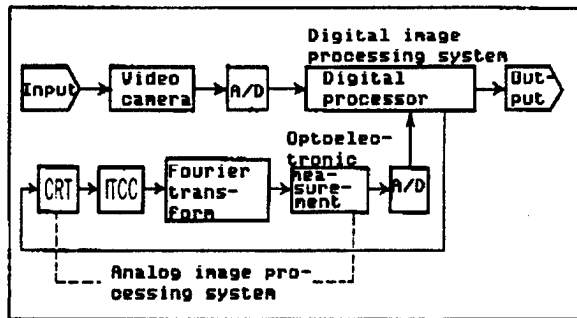 Digital image
processing system
Input
Video
camera
A/D
Digital
processor
Out-
put
Optoelec-
tronic
CRT
ITCC
Fourier
trans-
form
mea-
sure-
ment
A/D
Analog image pro-
cessing system